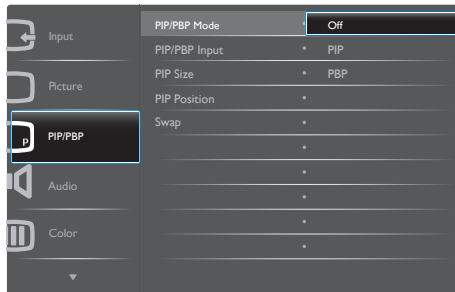 Input
Picture
PIP/PBP
Audio
Color
PIP/PBP Mode • Off
PIP/PBP Input • PIP
PIP Size • PBP
PIP Position •
Swap •
•
•
•
•
•
P